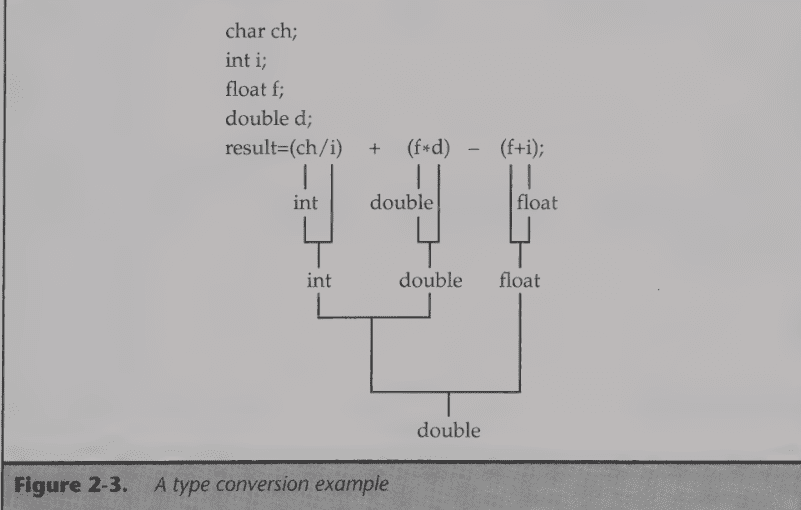 char ch;
int i;
float f;
double d;
result=(ch/i) + (f*d) – (f+i);
int double float
int double float
double
Figure 2-3. A type conversion example